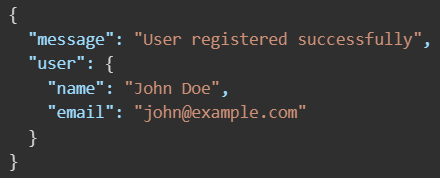 {
  "message": "User registered successfully",
  "user": {
    "name": "John Doe",
    "email": "john@example.com"
  }
}